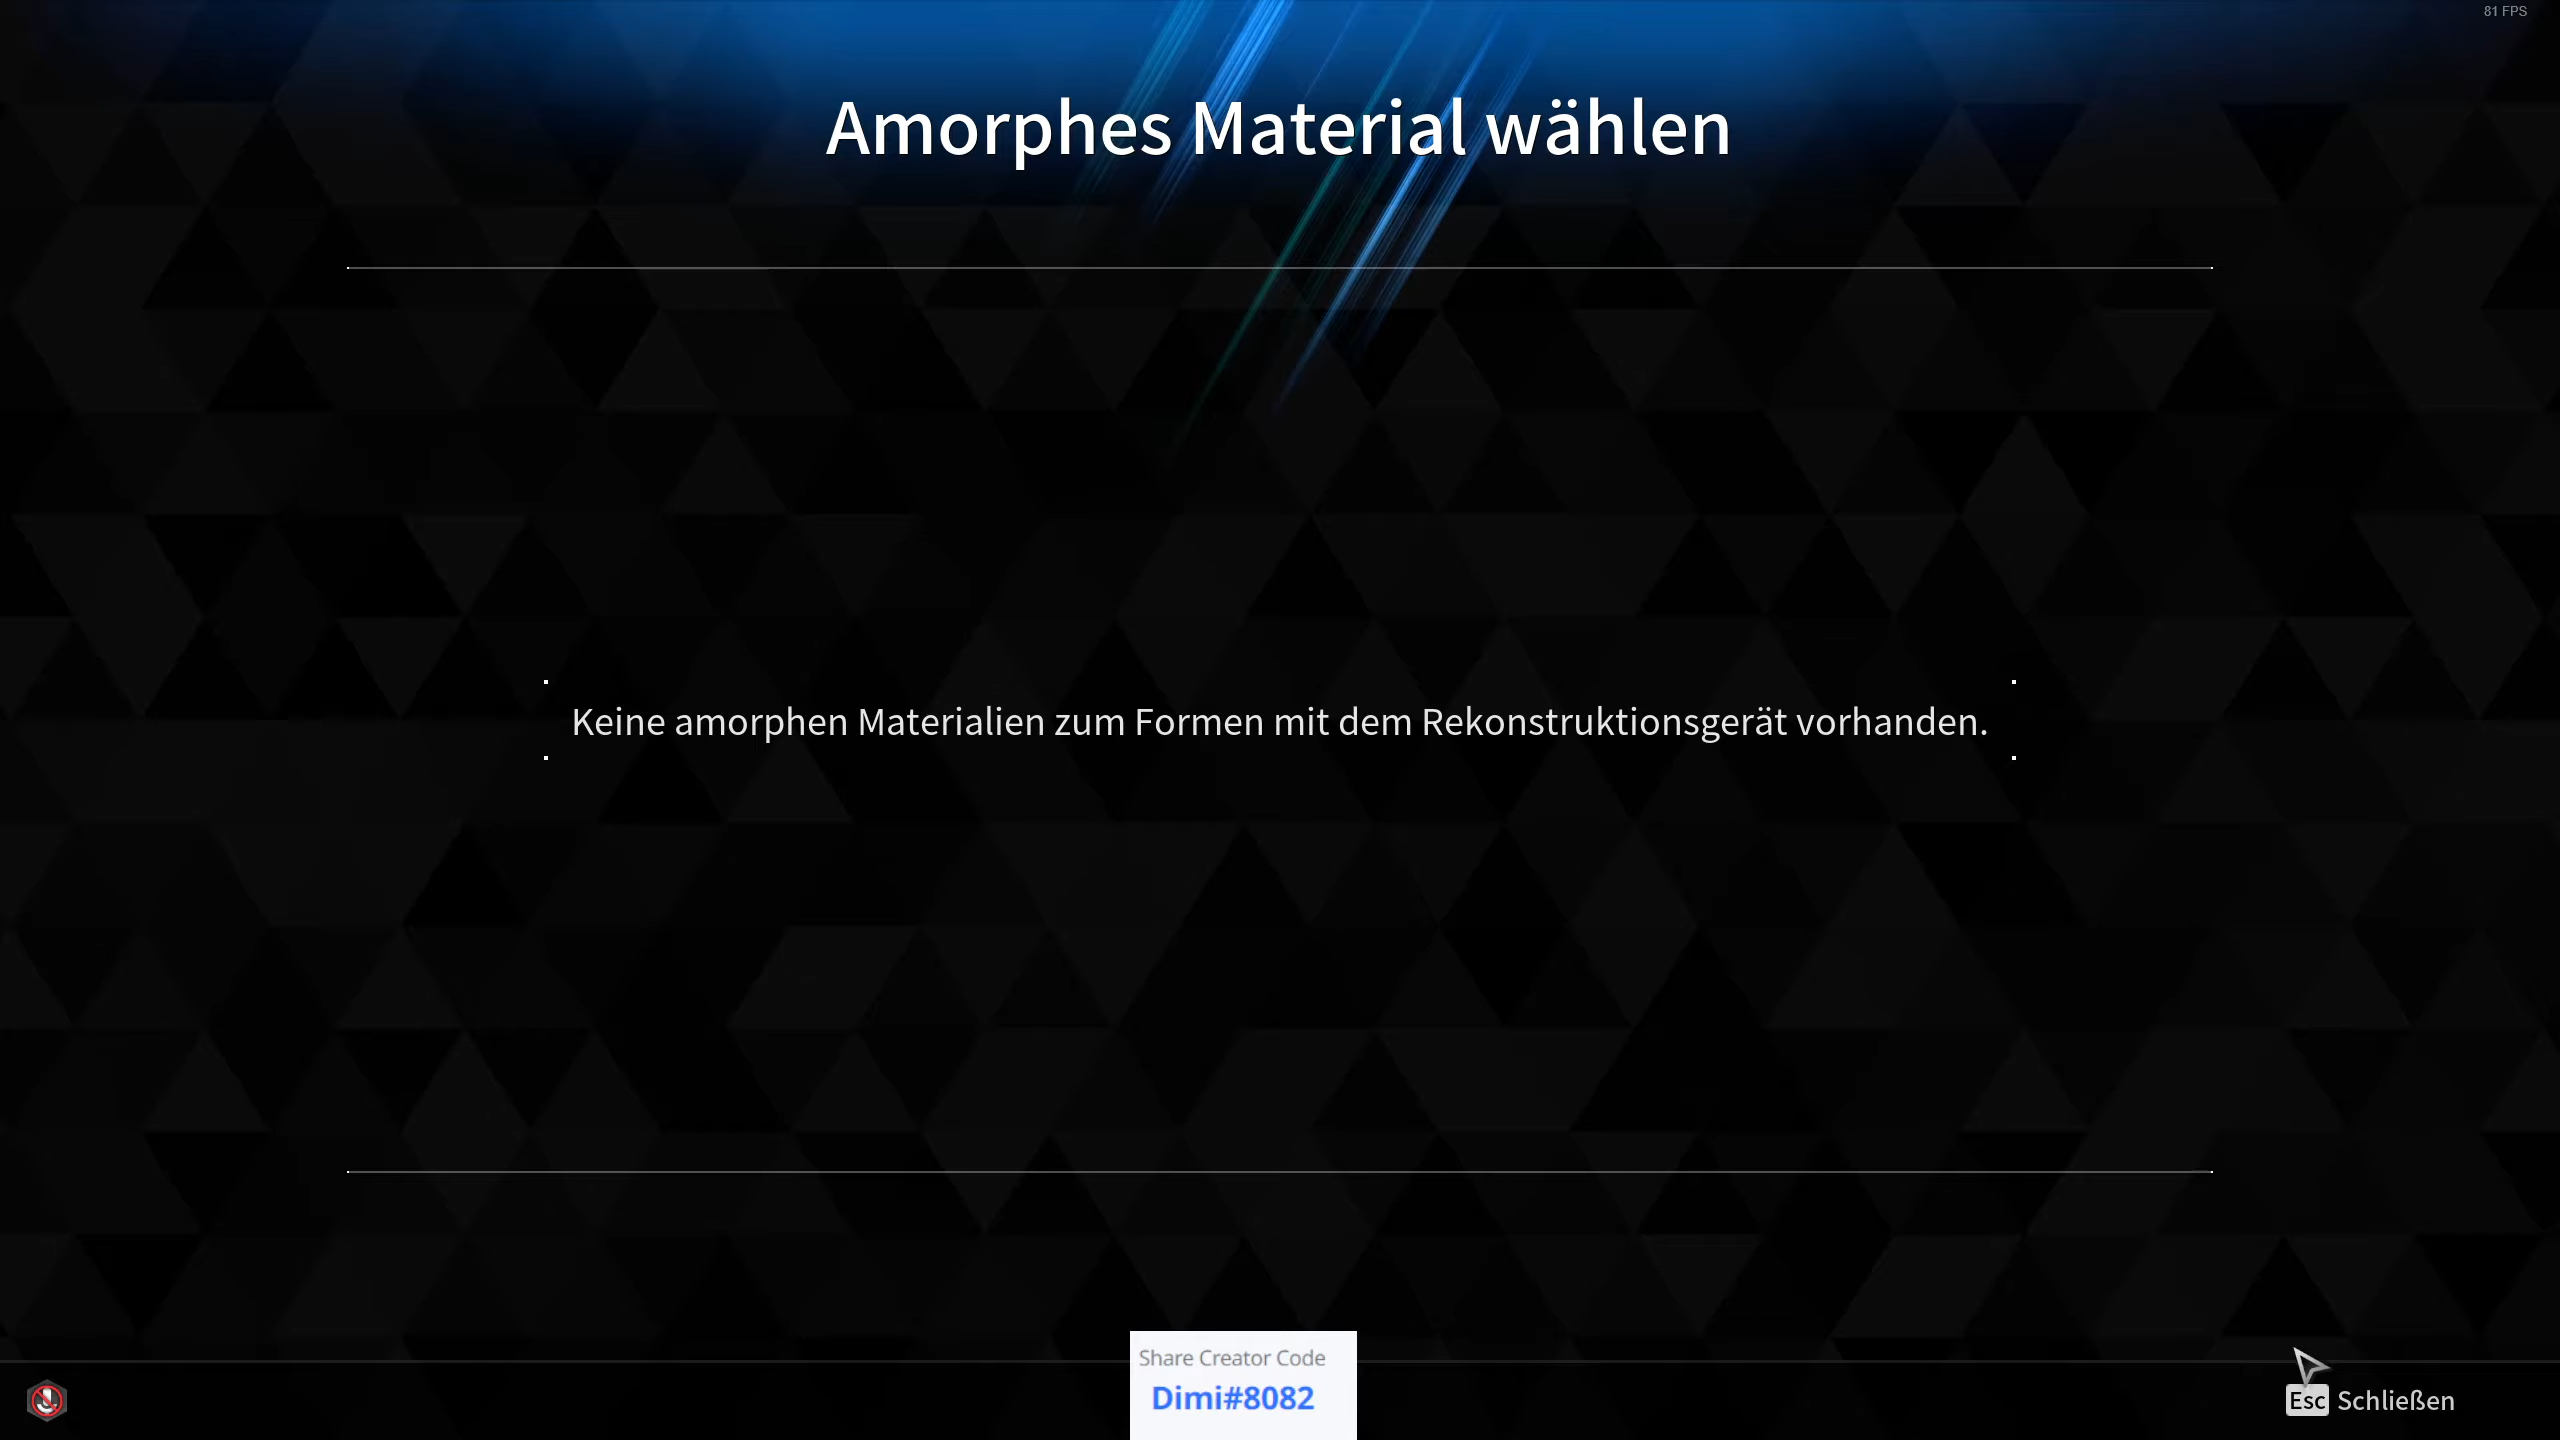 81 FPS
Amorphes Material wählen
Keine amorphen Materialien zum Formen mit dem Rekonstruktionsgerät vorhanden.
Share Creator Code
Dimi#8082
Esc Schließen